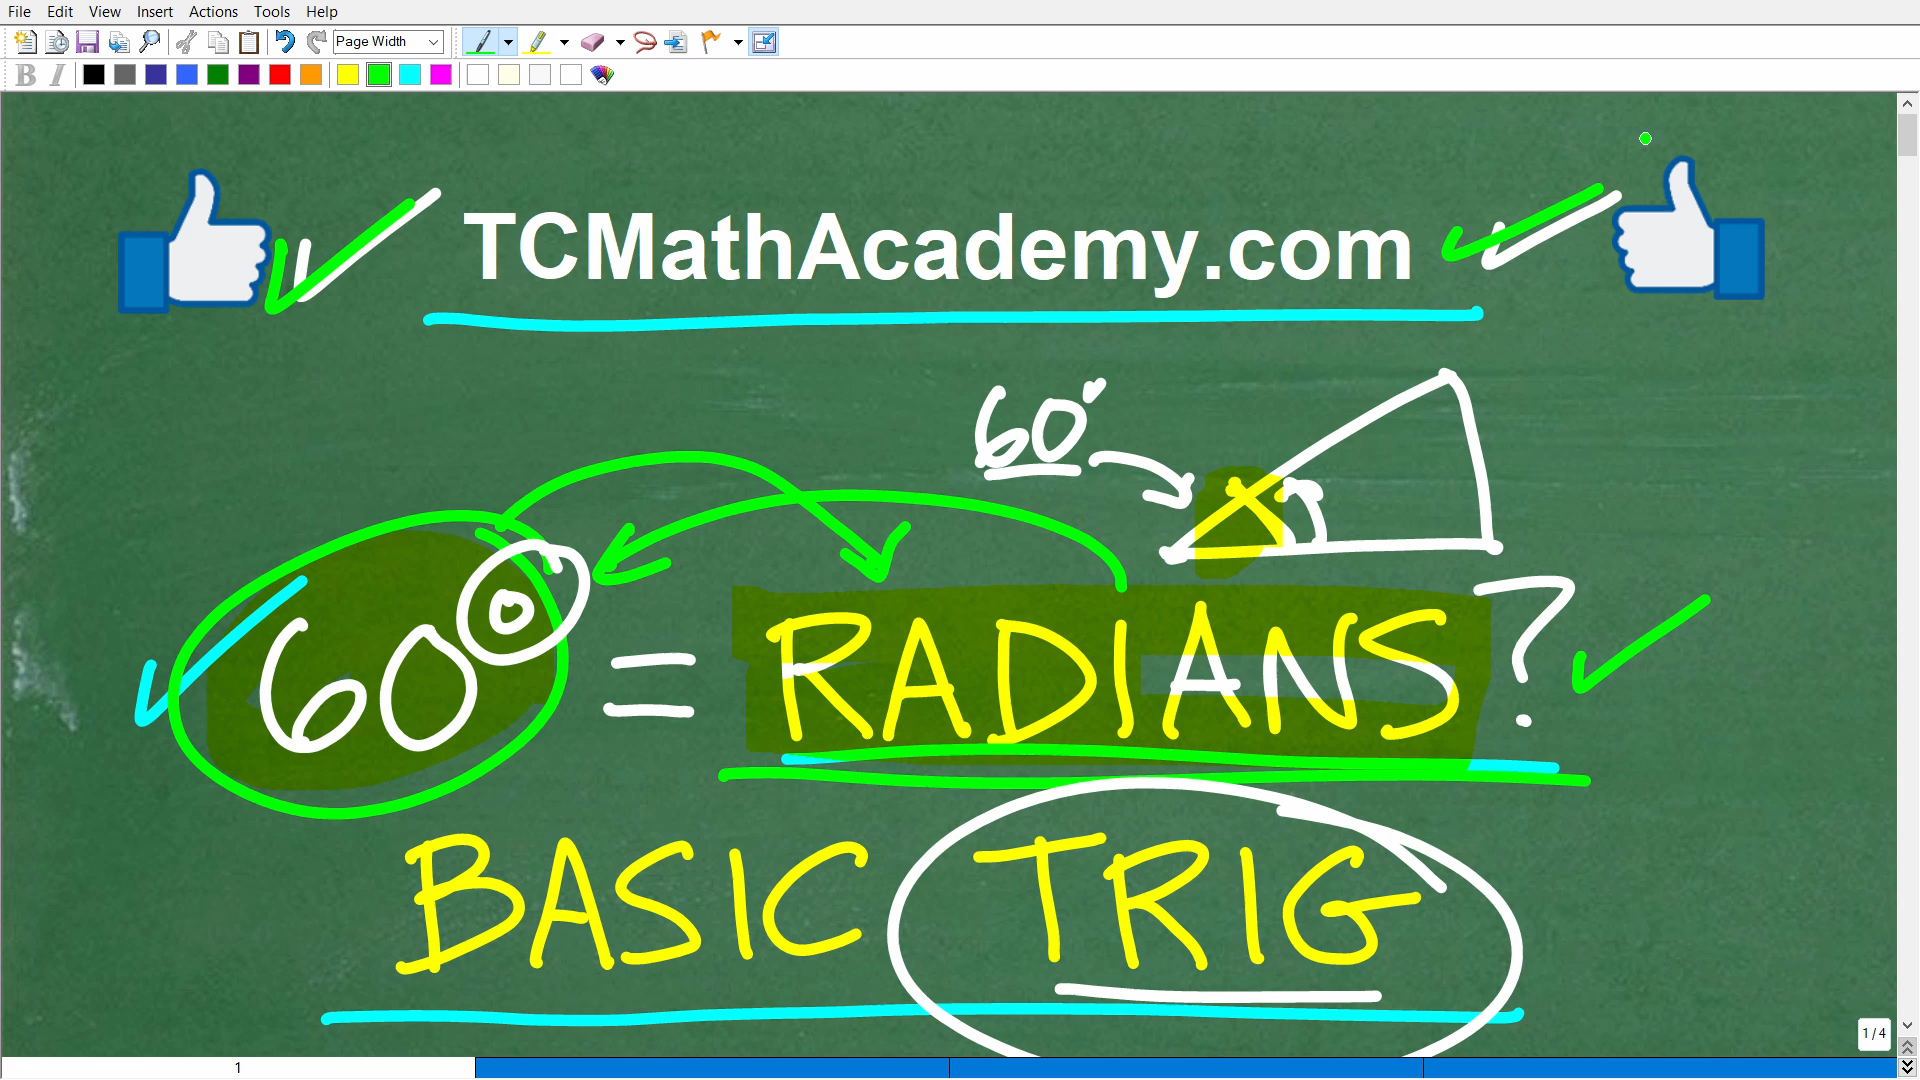 File Edit View Insert Actions Tools Help
Page Width
B I
TCMathAcademy.com
60°
60° = RADIANS?
BASIC TRIG
1 / 4
1